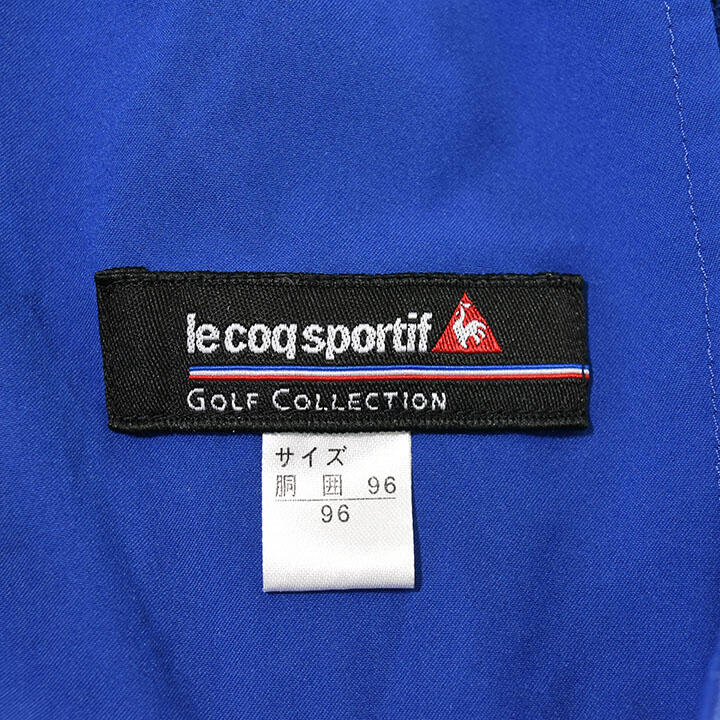 le coq sportif
GOLF COLLECTION
サイズ
胴 囲 96
96